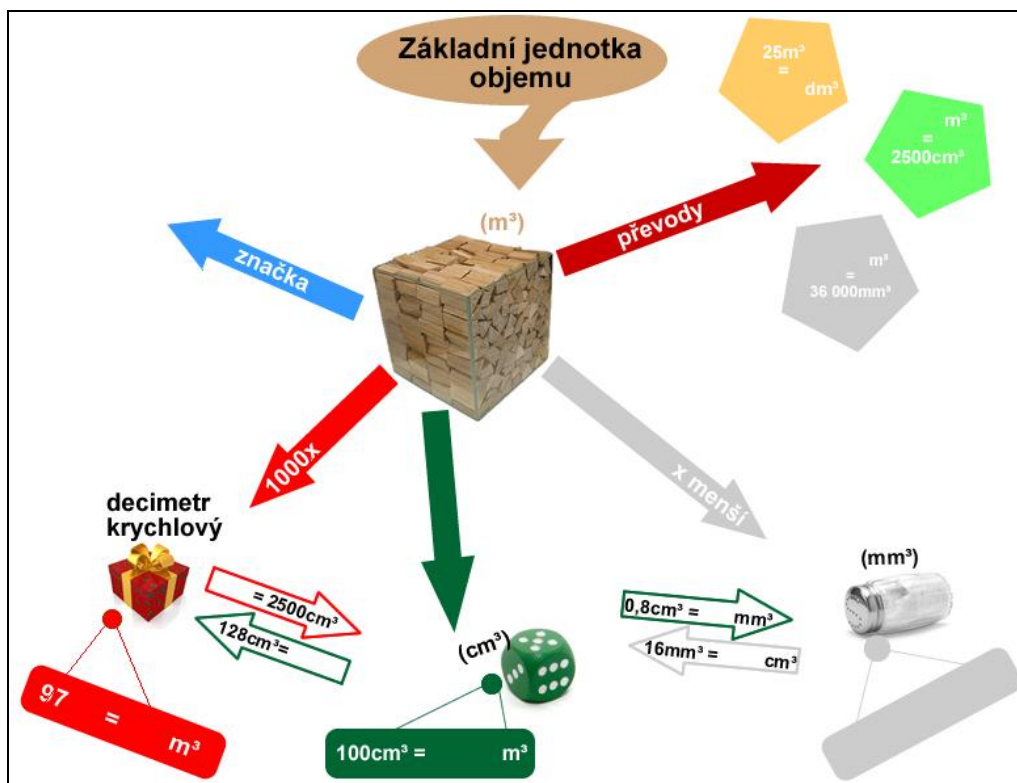 Základní jednotka
objemu
25m³
=
dm³
m³
=
2500cm³
m³
=
36 000mm³
(m³)
převody
značka
1000x
x menší
decimetr
krychlový
(mm³)
= 2500cm³
128cm³=
(cm³)
0,8cm³ = mm³
16mm³ = cm³
97 = m³
100cm³ = m³